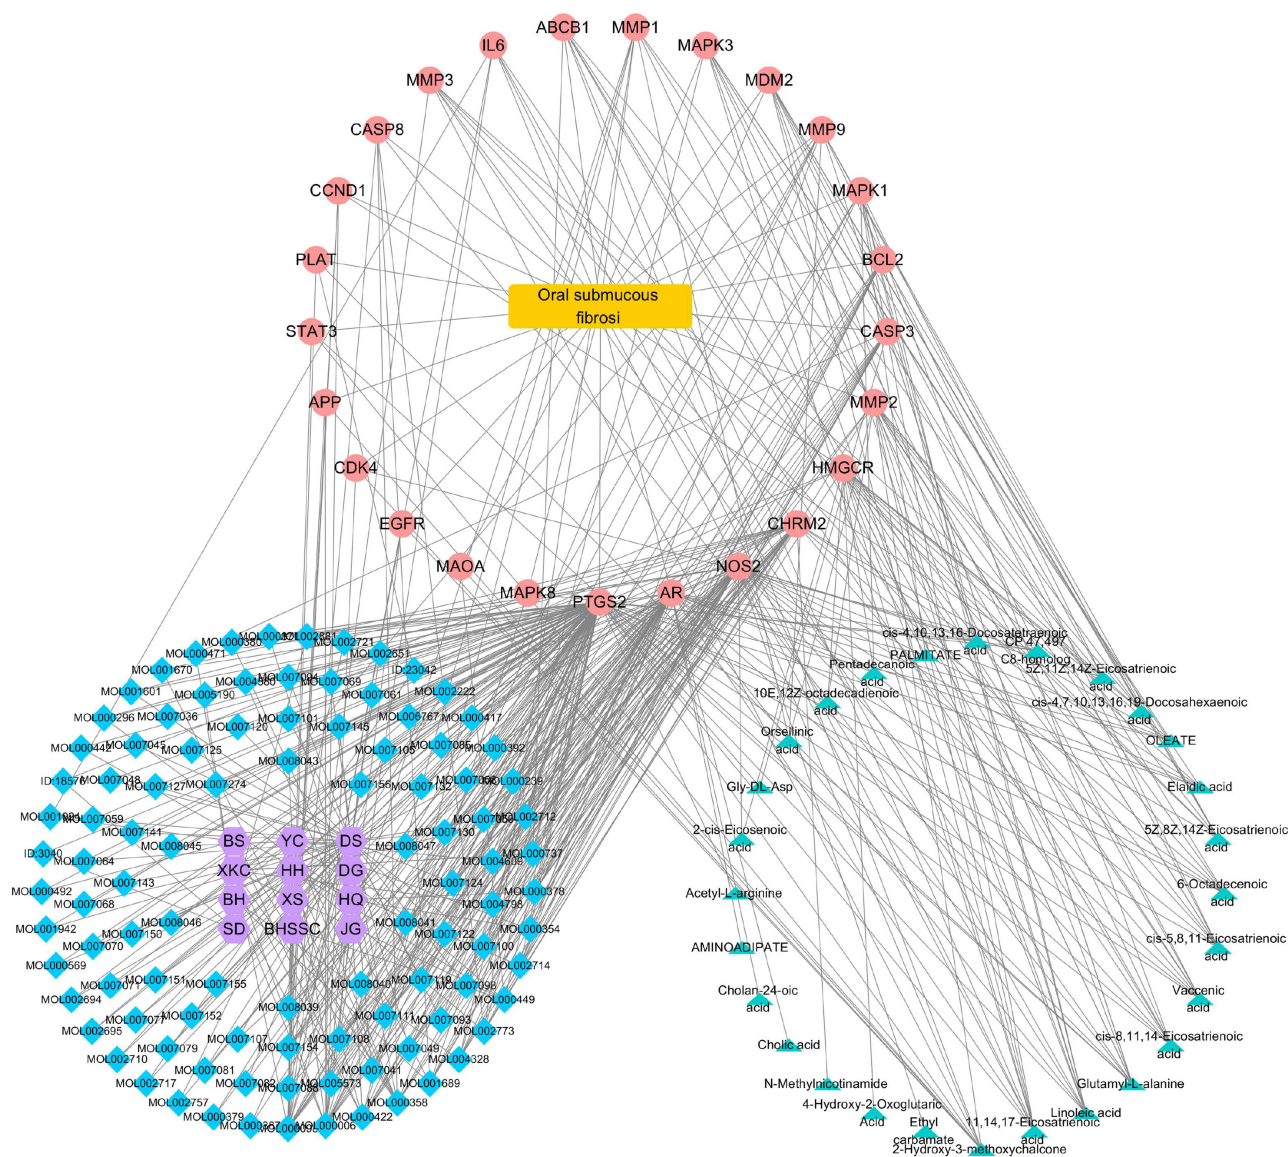 ABCB1
MMP1
IL6
MAPK3
MMP3
MDM2
CASP8
MMP9
CCND1
MAPK1
PLAT
BCL2
Oral submucous
fibrosi
STAT3
CASP3
APP
MMP2
CDK4
HMGCR
EGFR
CHRM2
MAOA
NOS2
MAPK8
PTGS2
AR
MOL000380
MOL002721
MOL000471
MOL002651
MOL001670
ID:23042
MOL001601
MOL005190
MOL007069
MOL007061
MOL002222
MOL000296
MOL007036
MOL007120
MOL007101
MOL007145
MOL006767
MOL000417
MOL007045
MOL007125
MOL008043
MOL007105
MOL000392
MOL007048
MOL007127
MOL007274
MOL007156
MOL007132
MOL000239
MOL007059
MOL002712
MOL007141
MOL007130
MOL008045
MOL008047
MOL000737
ID:3040
MOL007064
MOL000492
MOL007143
MOL007124
MOL000378
MOL007068
MOL004798
MOL001942
MOL007150
MOL008046
MOL008041
MOL007122
MOL000354
MOL007070
MOL007100
MOL000569
MOL002714
MOL007071
MOL007151
MOL007155
MOL008040
MOL007119
MOL007098
MOL002694
MOL008039
MOL000449
MOL002695
MOL007077
MOL007152
MOL007111
MOL007093
MOL002773
MOL002710
MOL007079
MOL007107
MOL007154
MOL007108
MOL007049
MOL004328
MOL002717
MOL007081
MOL007082
MOL007088
MOL005573
MOL007041
MOL001689
MOL002757
MOL000358
MOL000379
MOL000006
MOL000422
BS
YC
DS
XKC
HH
DG
BH
XS
HQ
SD
BHSSC
JG
cis-4,10,13,16-Docosatetraenoic
acid
PALMITATE
CP 47,497
C8-homolog
Pentadecanoic
acid
5Z,11Z,14Z-Eicosatrienoic
acid
10E,12Z-octadecadienoic
acid
cis-4,7,10,13,16,19-Docosahexaenoic
acid
Orsellinic
acid
OLEATE
Gly-DL-Asp
Elaidic acid
2-cis-Eicosenoic
acid
5Z,8Z,14Z-Eicosatrienoic
acid
Acetyl-L-arginine
6-Octadecenoic
acid
AMINOADIPATE
cis-5,8,11-Eicosatrienoic
acid
Cholan-24-oic
acid
Vaccenic
acid
Cholic acid
cis-8,11,14-Eicosatrienoic
acid
N-Methylnicotinamide
Glutamyl-L-alanine
4-Hydroxy-2-Oxoglutaric
Acid
Linoleic acid
Ethyl
carbamate
11,14,17-Eicosatrienoic
acid
2-Hydroxy-3-methoxychalcone